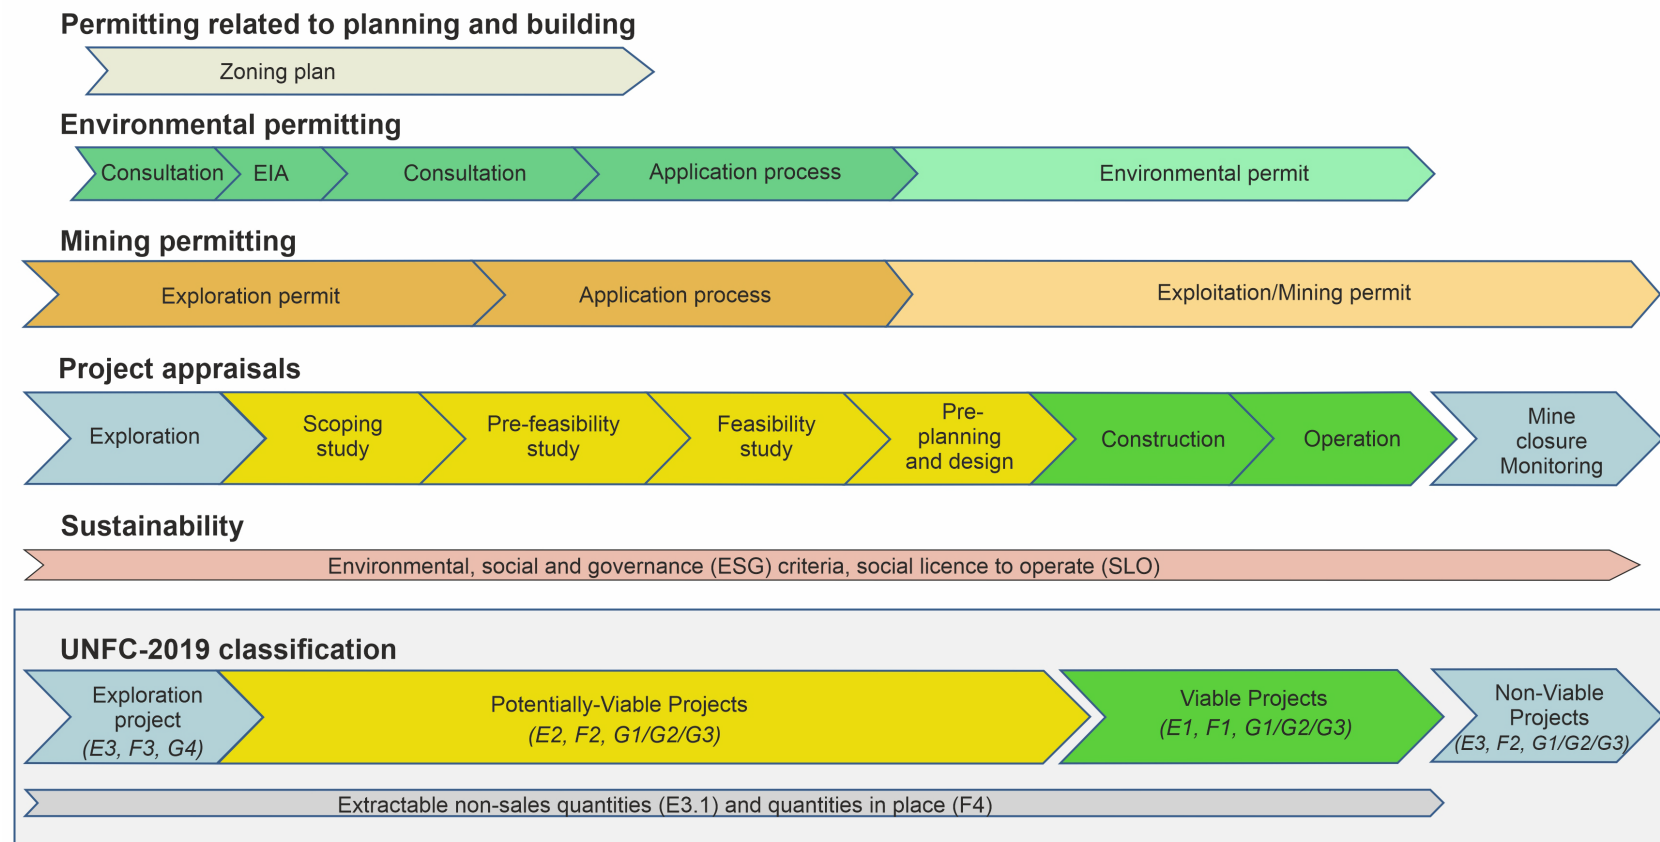 Permitting related to planning and building
Zoning plan
Environmental permitting
Consultation
EIA
Consultation
Application process
Environmental permit
Mining permitting
Exploration permit
Application process
Exploitation/Mining permit
Project appraisals
Exploration
Scoping
study
Pre-feasibility
study
Feasibility
study
Pre-
planning
and design
Construction
Operation
Mine
closure
Monitoring
Sustainability
Environmental, social and governance (ESG) criteria, social licence to operate (SLO)
UNFC-2019 classification
Exploration
project
(E3, F3, G4)
Potentially-Viable Projects
(E2, F2, G1/G2/G3)
Viable Projects
(E1, F1, G1/G2/G3)
Non-Viable
Projects
(E3, F2, G1/G2/G3)
Extractable non-sales quantities (E3.1) and quantities in place (F4)